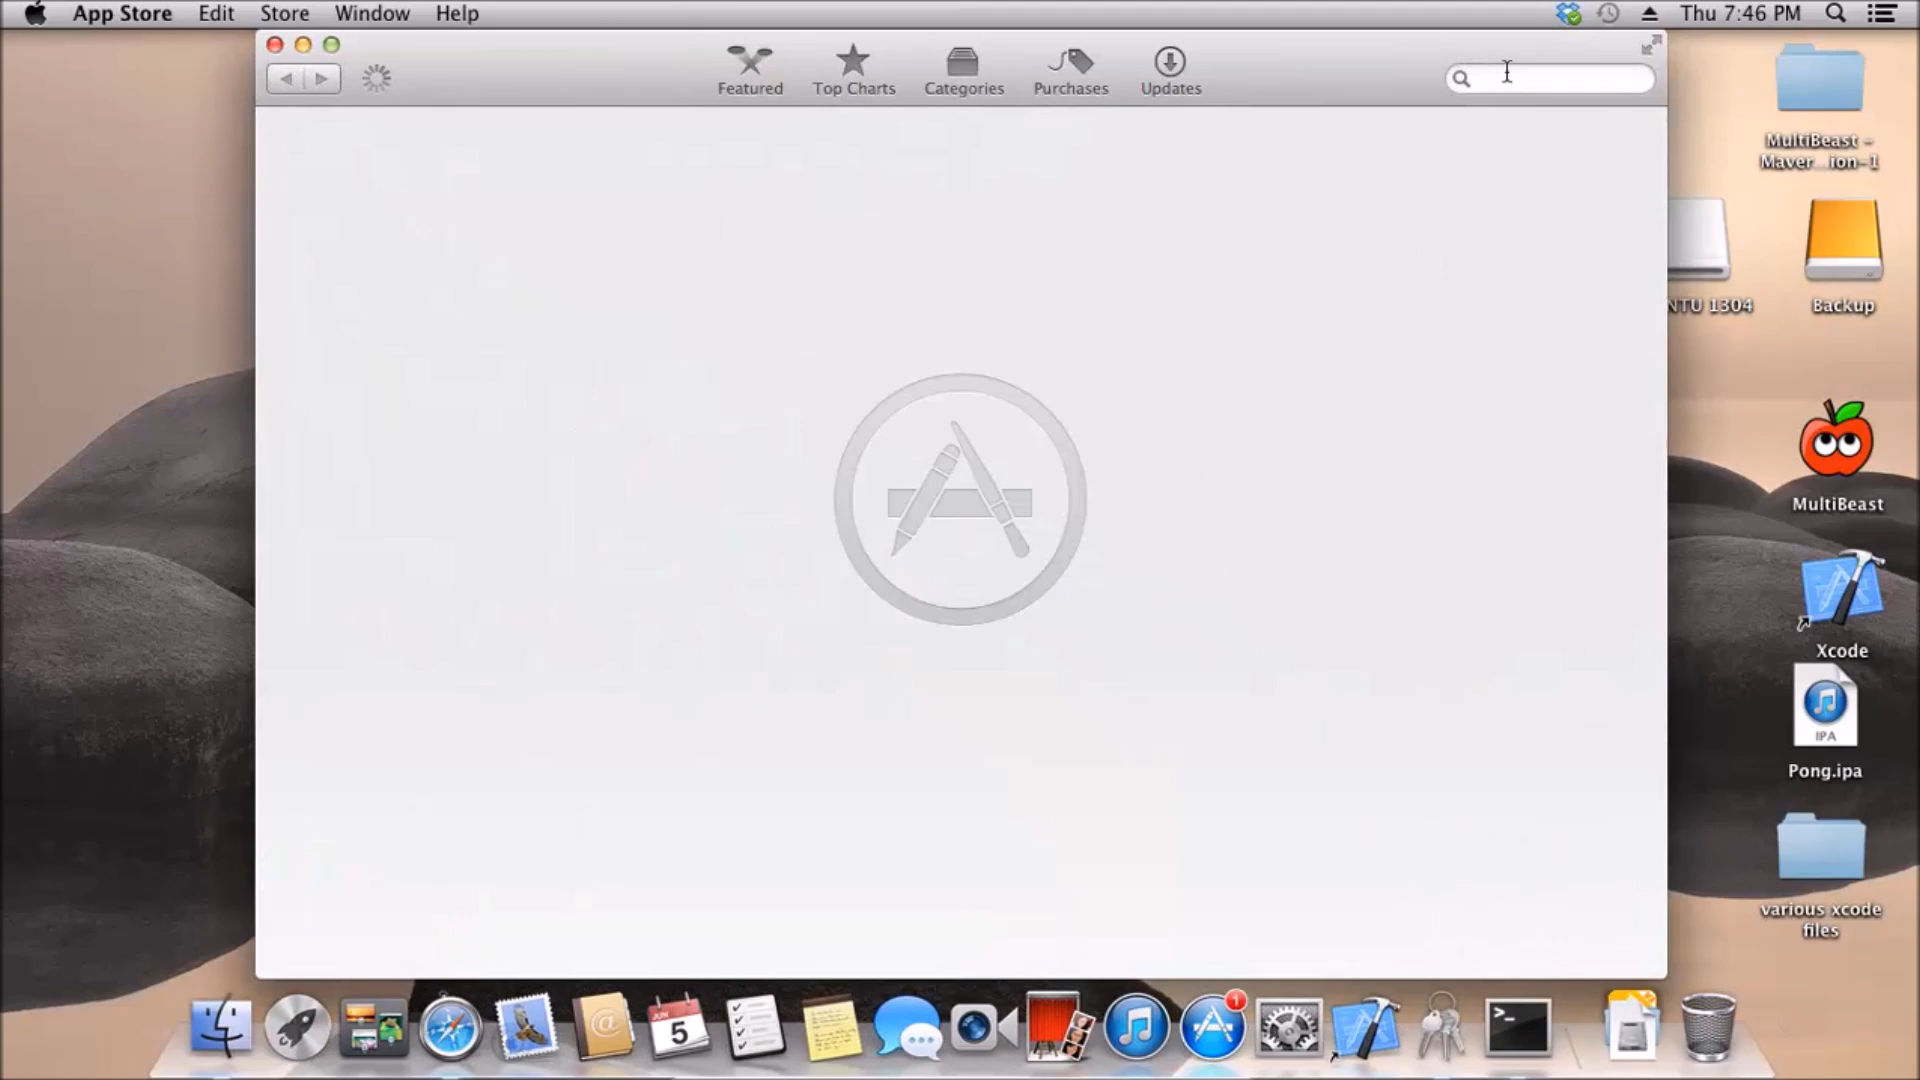 App Store Edit Store Window Help Thu 7:46 PM
Featured Top Charts Categories Purchases Updates
MultiBeast -
Maver...ion-1
NTU 1304
Backup
MultiBeast
Xcode
IPA
Pong.ipa
various xcode
files
JUN
5
1
>_
@